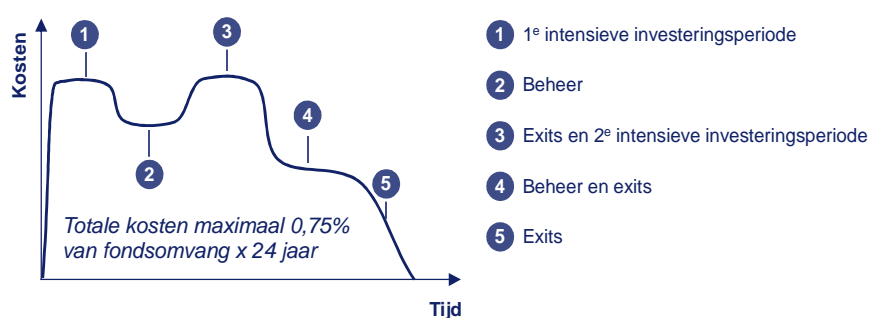 Kosten
1
3
4
2
5
Totale kosten maximaal 0,75%
van fondsomvang x 24 jaar
Tijd
1 1e intensieve investeringsperiode
2 Beheer
3 Exits en 2e intensieve investeringsperiode
4 Beheer en exits
5 Exits